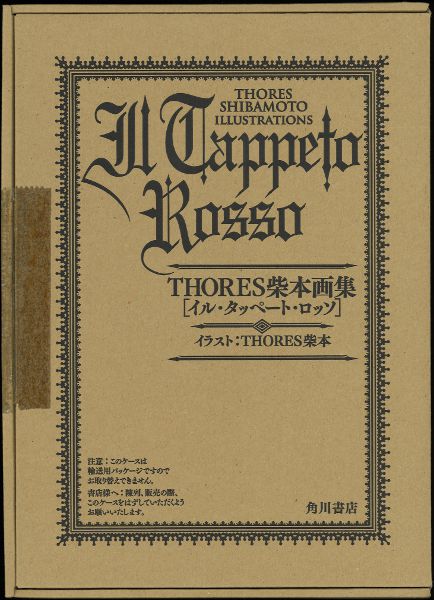 THORES
SHIBAMOTO
ILLUSTRATIONS
Il Tappeto
Rosso
THORES柴本画集
[イル・タッペート・ロッソ]
イラスト：THORES柴本
注意：このケースは
輸送用パッケージですので
お取り替えできません。
書店様へ：陳列、販売の際、
このケースをはずしていただくよう
お願いいたします。
角川書店